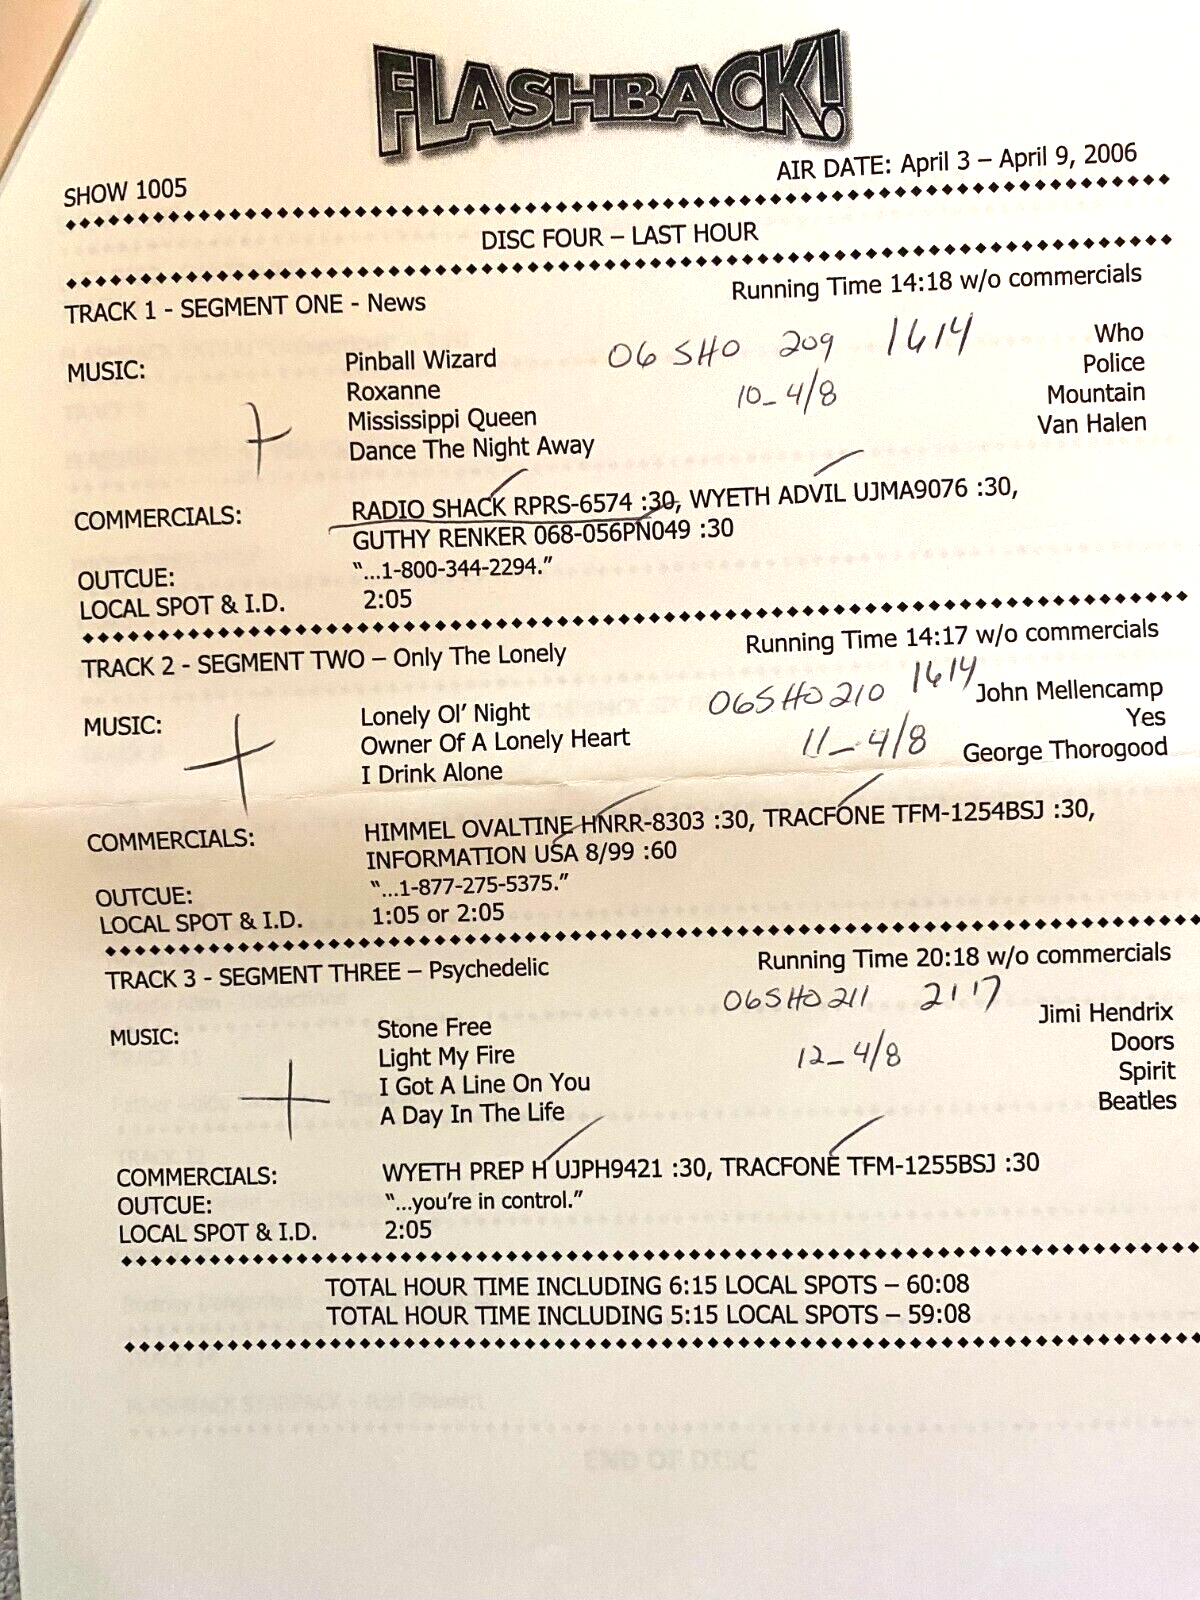 FLASHBACK!
SHOW 1005 AIR DATE: April 3 – April 9, 2006
DISC FOUR – LAST HOUR
TRACK 1 - SEGMENT ONE - News Running Time 14:18 w/o commercials
06 SHO 209 1614
MUSIC: Pinball Wizard Who
Roxanne Police
10_ 4/8
Mississippi Queen Mountain
Dance The Night Away Van Halen
COMMERCIALS: RADIO SHACK RPRS-6574 :30, WYETH ADVIL UJMA9076 :30,
GUTHY RENKER 068-056PN049 :30
OUTCUE: "...1-800-344-2294."
LOCAL SPOT & I.D. 2:05
TRACK 2 - SEGMENT TWO – Only The Lonely Running Time 14:17 w/o commercials
06SHO210 1614
MUSIC: Lonely Ol' Night John Mellencamp
Owner Of A Lonely Heart Yes
11_ 4/8
I Drink Alone George Thorogood
COMMERCIALS: HIMMEL OVALTINE HNRR-8303 :30, TRACFONE TFM-1254BSJ :30,
INFORMATION USA 8/99 :60
OUTCUE: "...1-877-275-5375."
LOCAL SPOT & I.D. 1:05 or 2:05
TRACK 3 - SEGMENT THREE – Psychedelic Running Time 20:18 w/o commercials
06SHO211 2117
MUSIC: Stone Free Jimi Hendrix
Light My Fire Doors
12_ 4/8
I Got A Line On You Spirit
A Day In The Life Beatles
COMMERCIALS: WYETH PREP H UJPH9421 :30, TRACFONE TFM-1255BSJ :30
OUTCUE: "...you're in control."
LOCAL SPOT & I.D. 2:05
TOTAL HOUR TIME INCLUDING 6:15 LOCAL SPOTS – 60:08
TOTAL HOUR TIME INCLUDING 5:15 LOCAL SPOTS – 59:08
END OF DISC